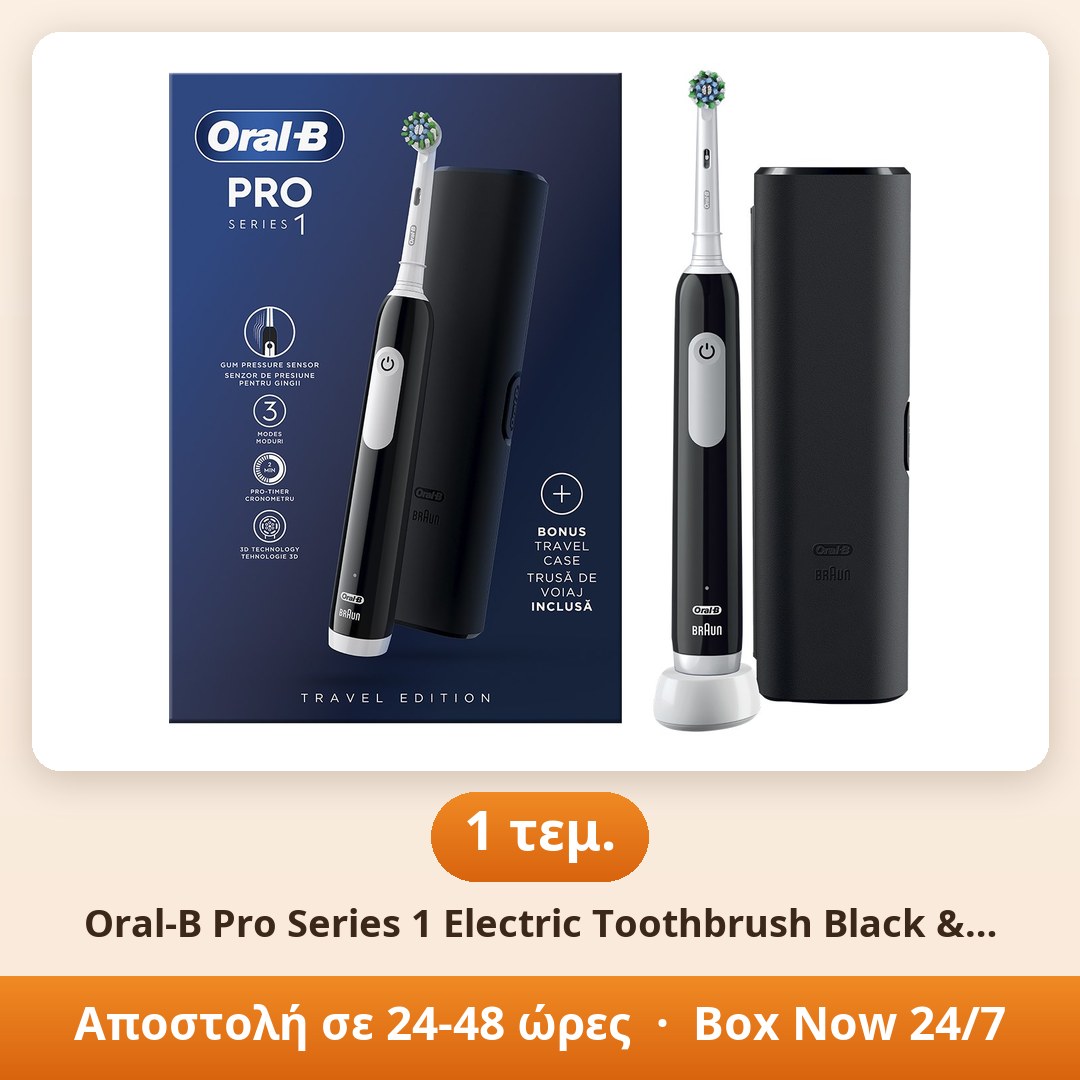 Oral-B
PRO
SERIES 1
GUM PRESSURE SENSOR
SENZOR DE PRESIUNE
PENTRU GINGII
3
MODES
MODURI
2
MIN
PRO-TIMER
CRONOMETRU
3D TECHNOLOGY
TEHNOLOGIE 3D
Oral-B
BRAUN
Oral-B
BRAUN
BONUS
TRAVEL
CASE
TRUSĂ DE
VOIAJ
INCLUSĂ
TRAVEL EDITION
Oral-B
Oral-B
BRAUN
Oral-B
BRAUN
1 τεμ.
Oral-B Pro Series 1 Electric Toothbrush Black &...
Αποστολή σε 24-48 ώρες · Box Now 24/7